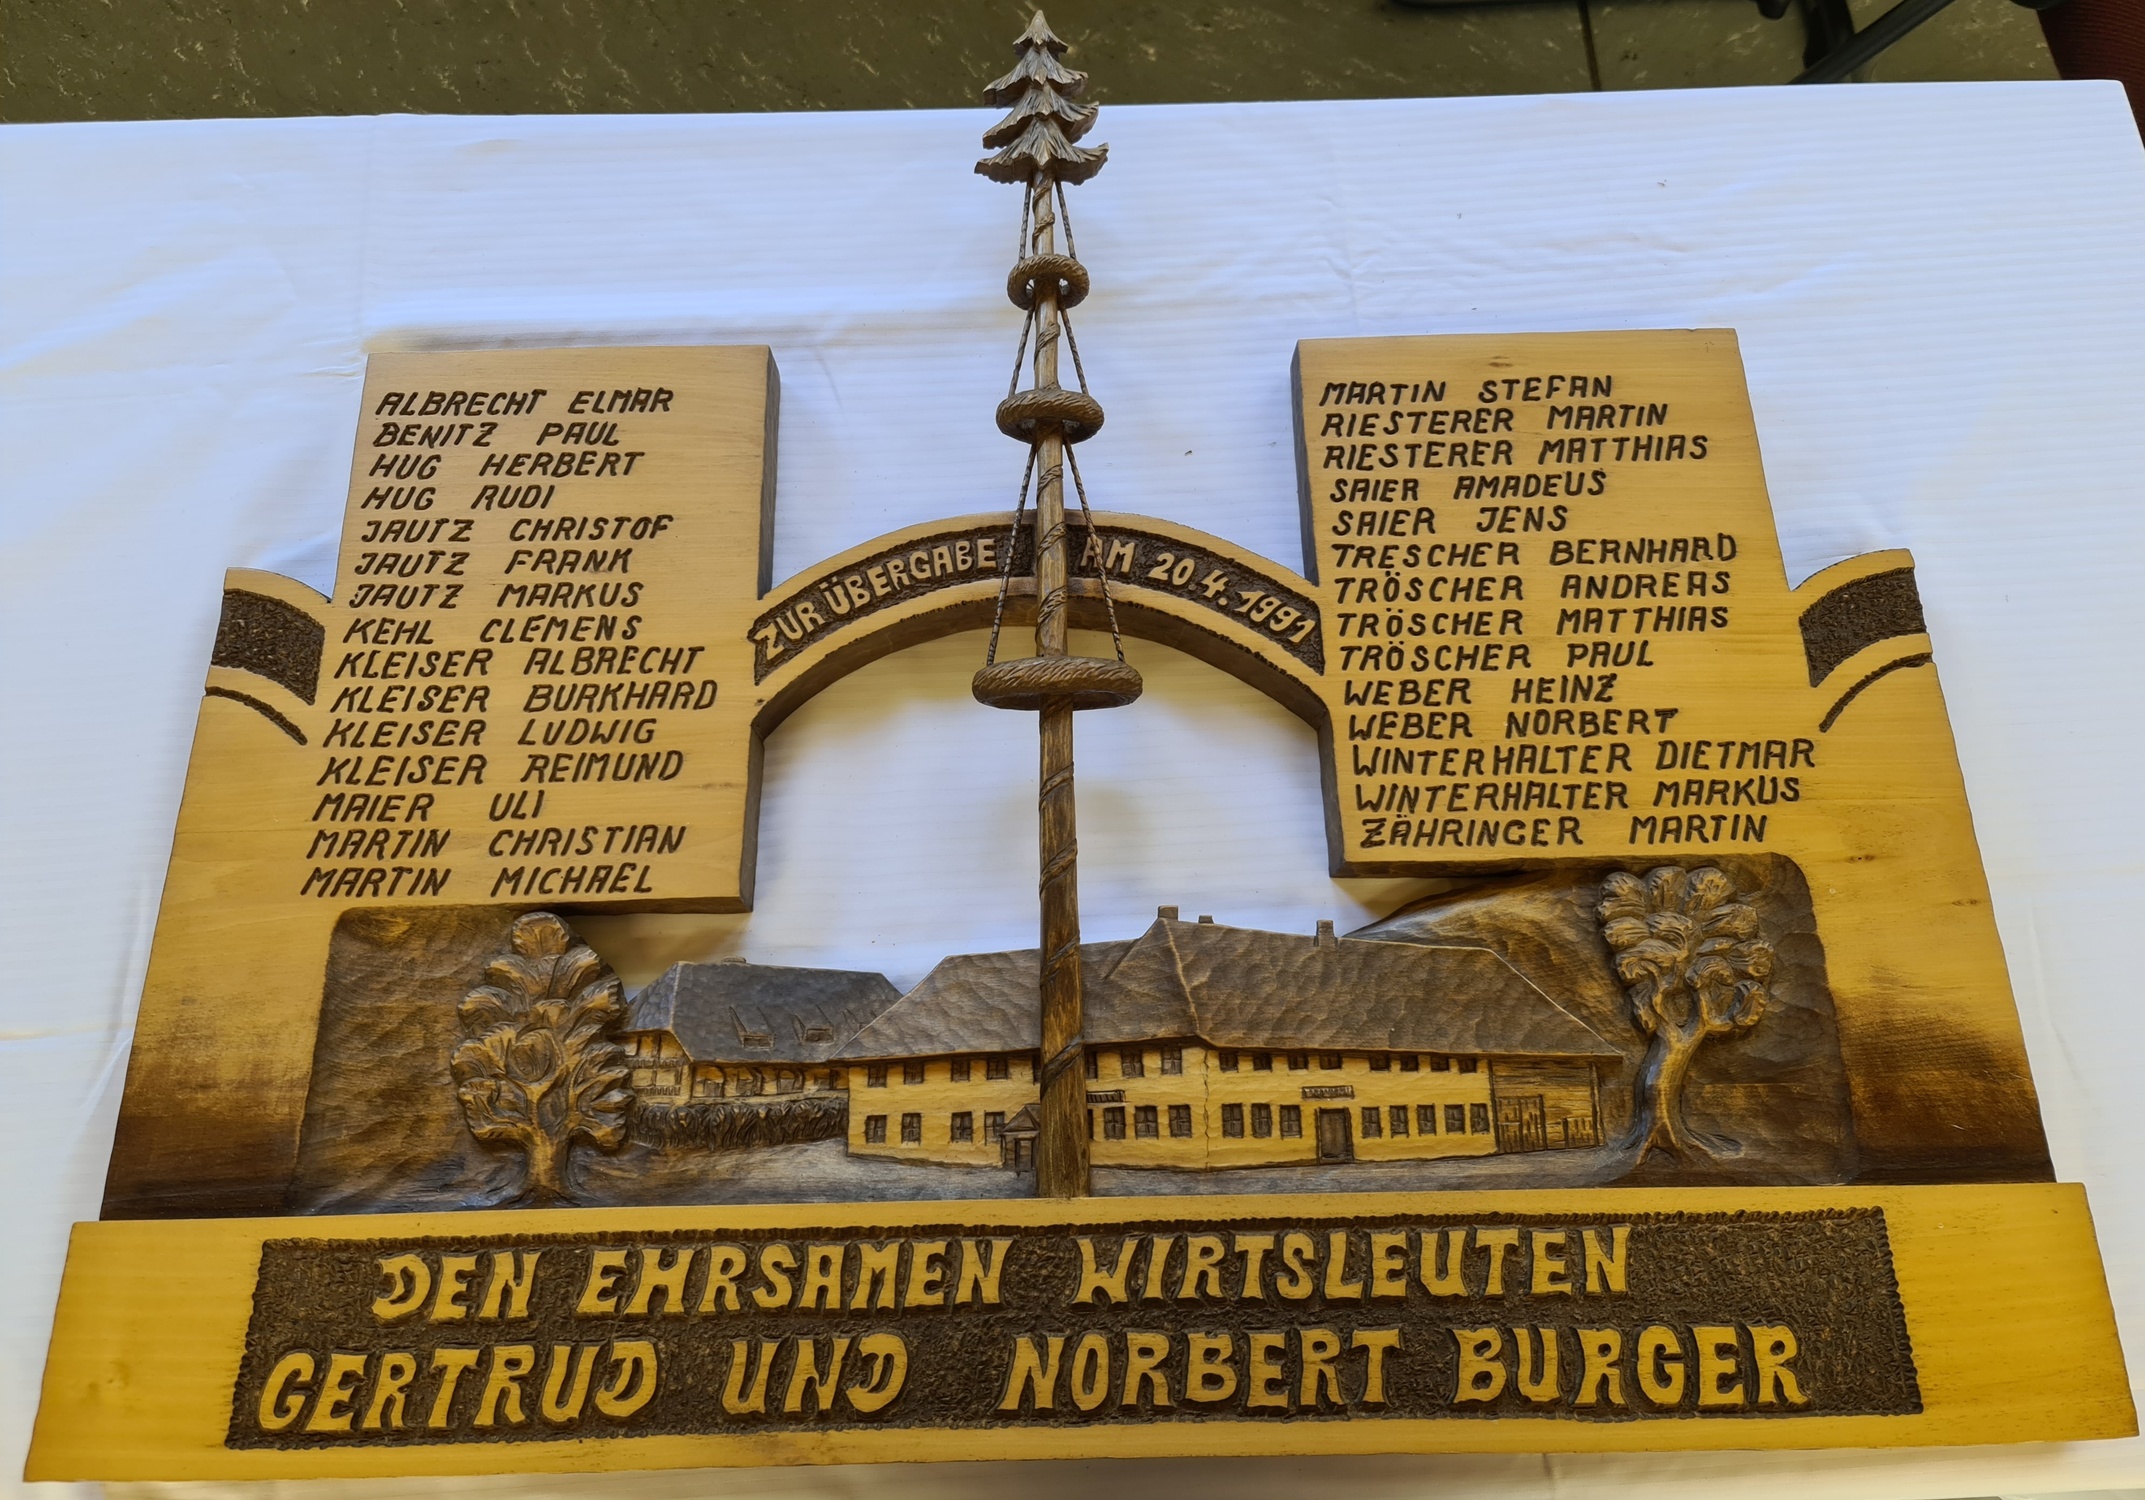 ALBRECHT ELMAR
BENITZ PAUL
HUG HERBERT
HUG RUDI
JAUTZ CHRISTOF
JAUTZ FRANK
JAUTZ MARKUS
KEHL CLEMENS
KLEISER ALBRECHT
KLEISER BURKHARD
KLEISER LUDWIG
KLEISER REIMUND
MAIER ULI
MARTIN CHRISTIAN
MARTIN MICHAEL
ZUR ÜBERGABE AM 20.4.1991
MARTIN STEFAN
RIESTERER MARTIN
RIESTERER MATTHIAS
SAIER AMADEUS
SAIER JENS
TRESCHER BERNHARD
TRÖSCHER ANDREAS
TRÖSCHER MATTHIAS
TRÖSCHER PAUL
WEBER HEINZ
WEBER NORBERT
WINTERHALTER DIETMAR
WINTERHALTER MARKUS
ZÄHRINGER MARTIN
DEN EHRSAMEN WIRTSLEUTEN
GERTRUD UND NORBERT BURGER